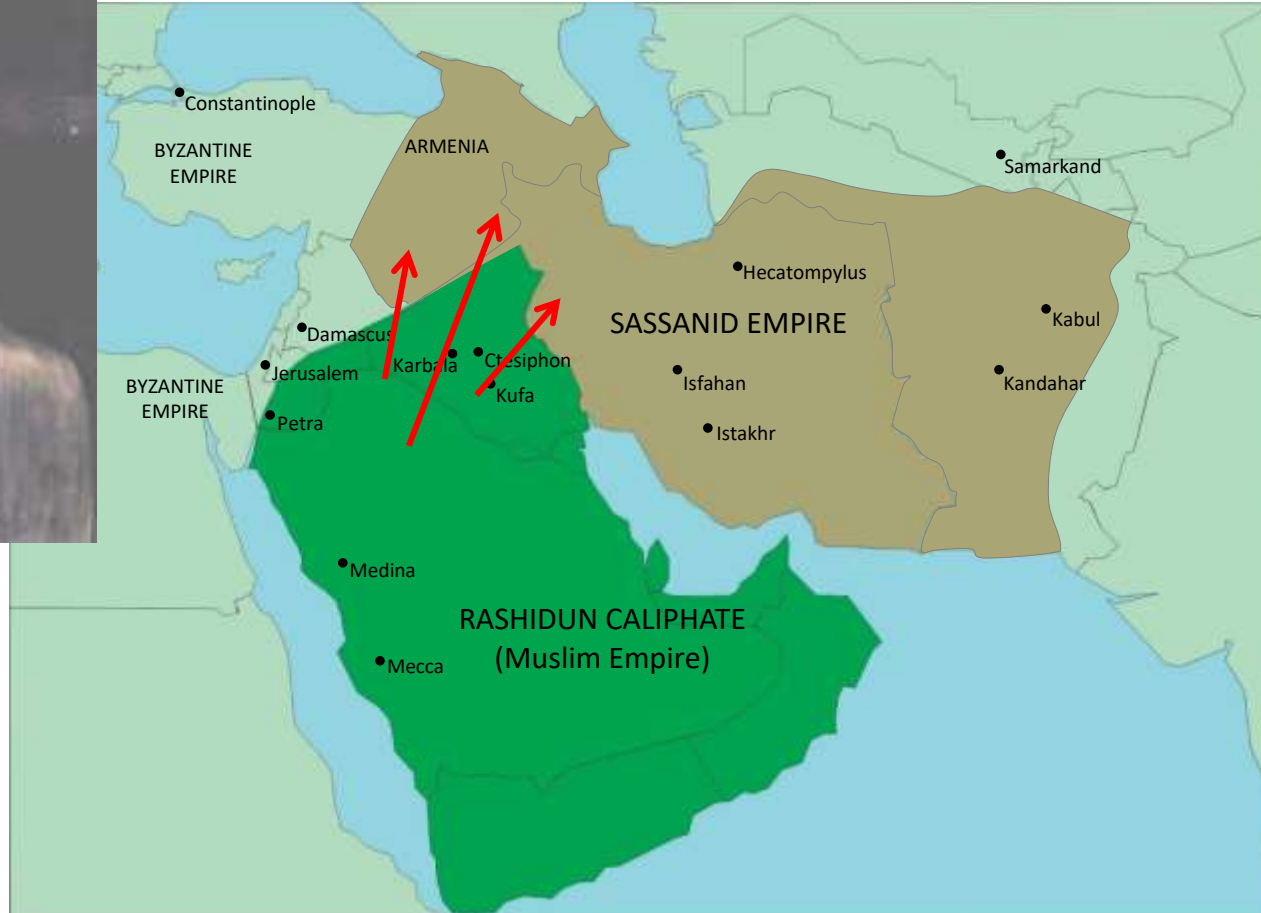 Constantinople
BYZANTINE
EMPIRE
ARMENIA
Samarkand
Hecatompylus
SASSANID EMPIRE
Kabul
Damascus
Karbala
Ctesiphon
Jerusalem
Kufa
Isfahan
Kandahar
BYZANTINE
EMPIRE
Petra
Istakhr
Medina
RASHIDUN CALIPHATE
(Muslim Empire)
Mecca